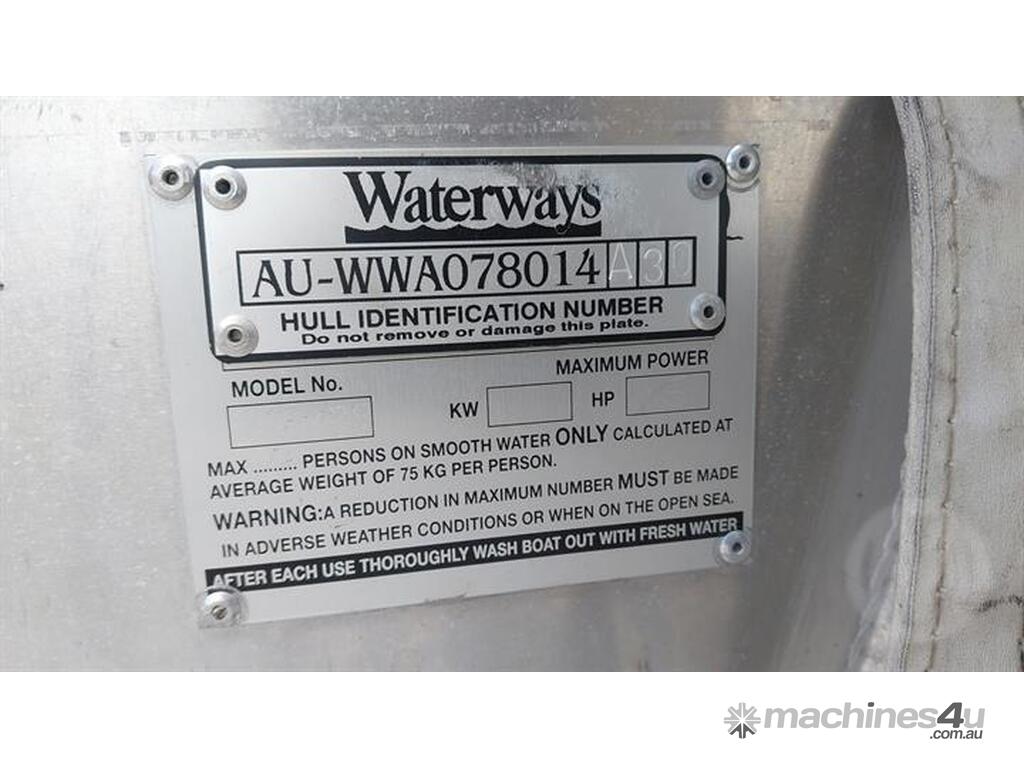 Waterways
AU-WWA078014 A 3 0
HULL IDENTIFICATION NUMBER
Do not remove or damage this plate.
MODEL No.
MAXIMUM POWER
KW
HP
MAX ......... PERSONS ON SMOOTH WATER ONLY CALCULATED AT
AVERAGE WEIGHT OF 75 KG PER PERSON.
WARNING:A REDUCTION IN MAXIMUM NUMBER MUST BE MADE
IN ADVERSE WEATHER CONDITIONS OR WHEN ON THE OPEN SEA.
AFTER EACH USE THOROUGHLY WASH BOAT OUT WITH FRESH WATER
machines4u
.com.au